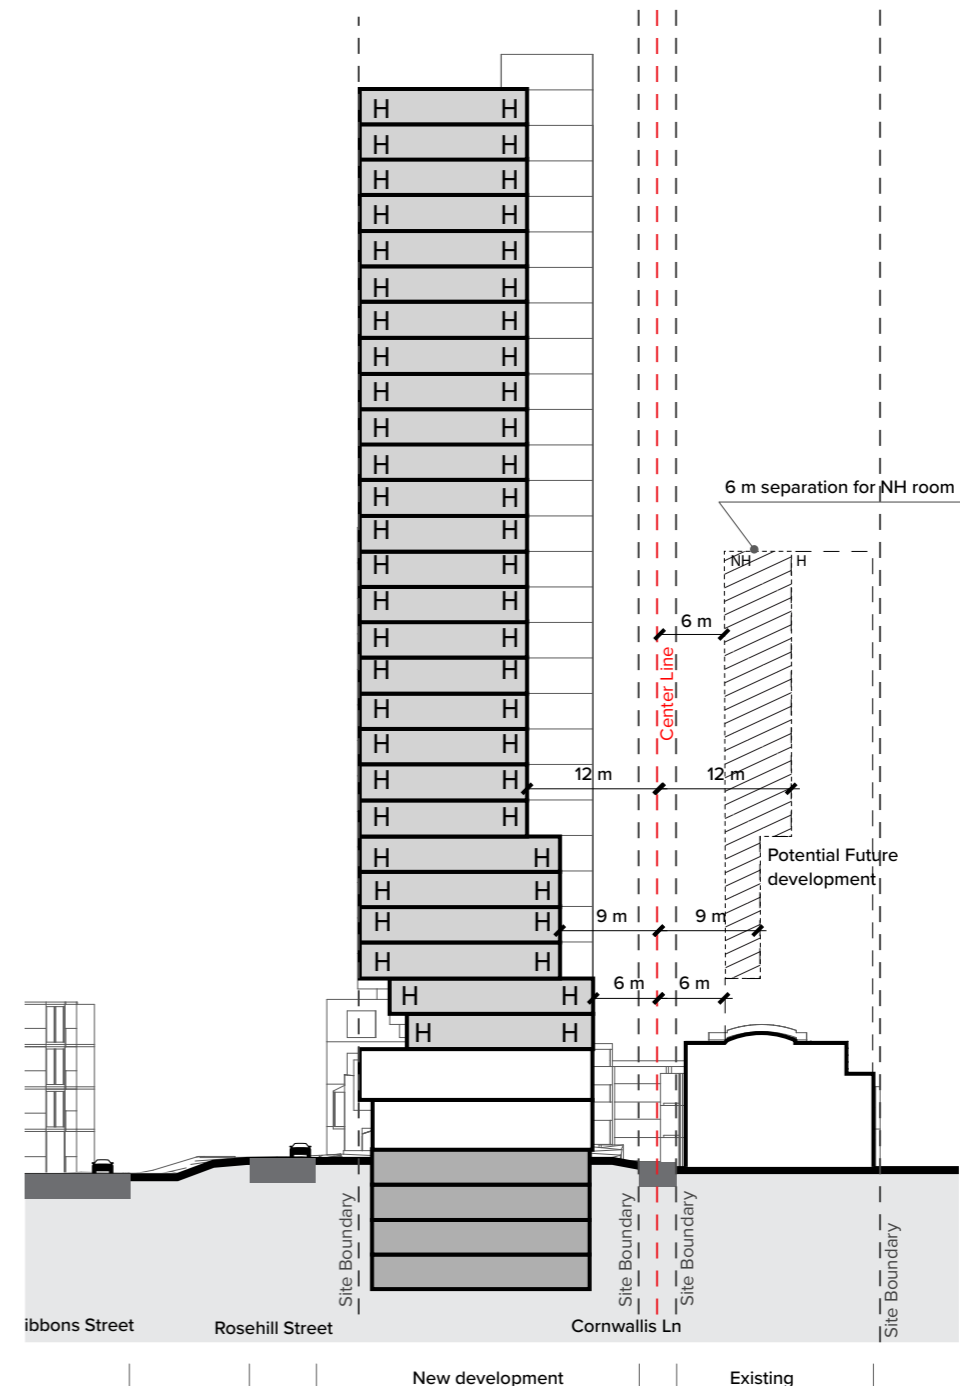 H H
H H
H H
H H
H H
H H
H H
H H
H H
H H
H H
6 m separation for NH room
H H
H H
NH H
H H
H H
6 m
H H
H H
Center Line
H H
H H
12 m 12 m
H H
H H
H H
Potential Future
development
H H
9 m 9 m
H H
H H
6 m 6 m
H H
H H
Site Boundary
Site Boundary
Site Boundary
Site Boundary
ibbons Street
Rosehill Street
Cornwallis Ln
New development
Existing